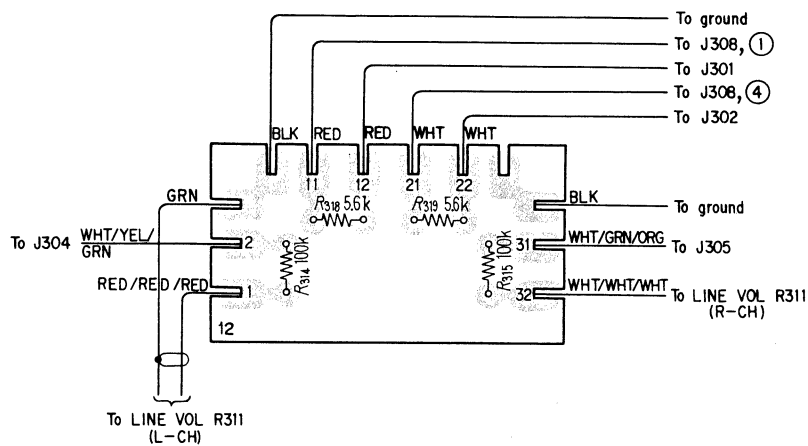 To ground
To J308, ①
To J301
To J308, ④
To J302
BLK RED RED WHT WHT
11 12 21 22
GRN
BLK
R318 5.6k R319 5.6k
To ground
To J304 WHT/YEL/GRN
2
R314 100k
R315 100k
31
WHT/GRN/ORG
To J305
RED/RED/RED
1
32
WHT/WHT/WHT
To LINE VOL R311
(R-CH)
12
To LINE VOL R311
(L-CH)